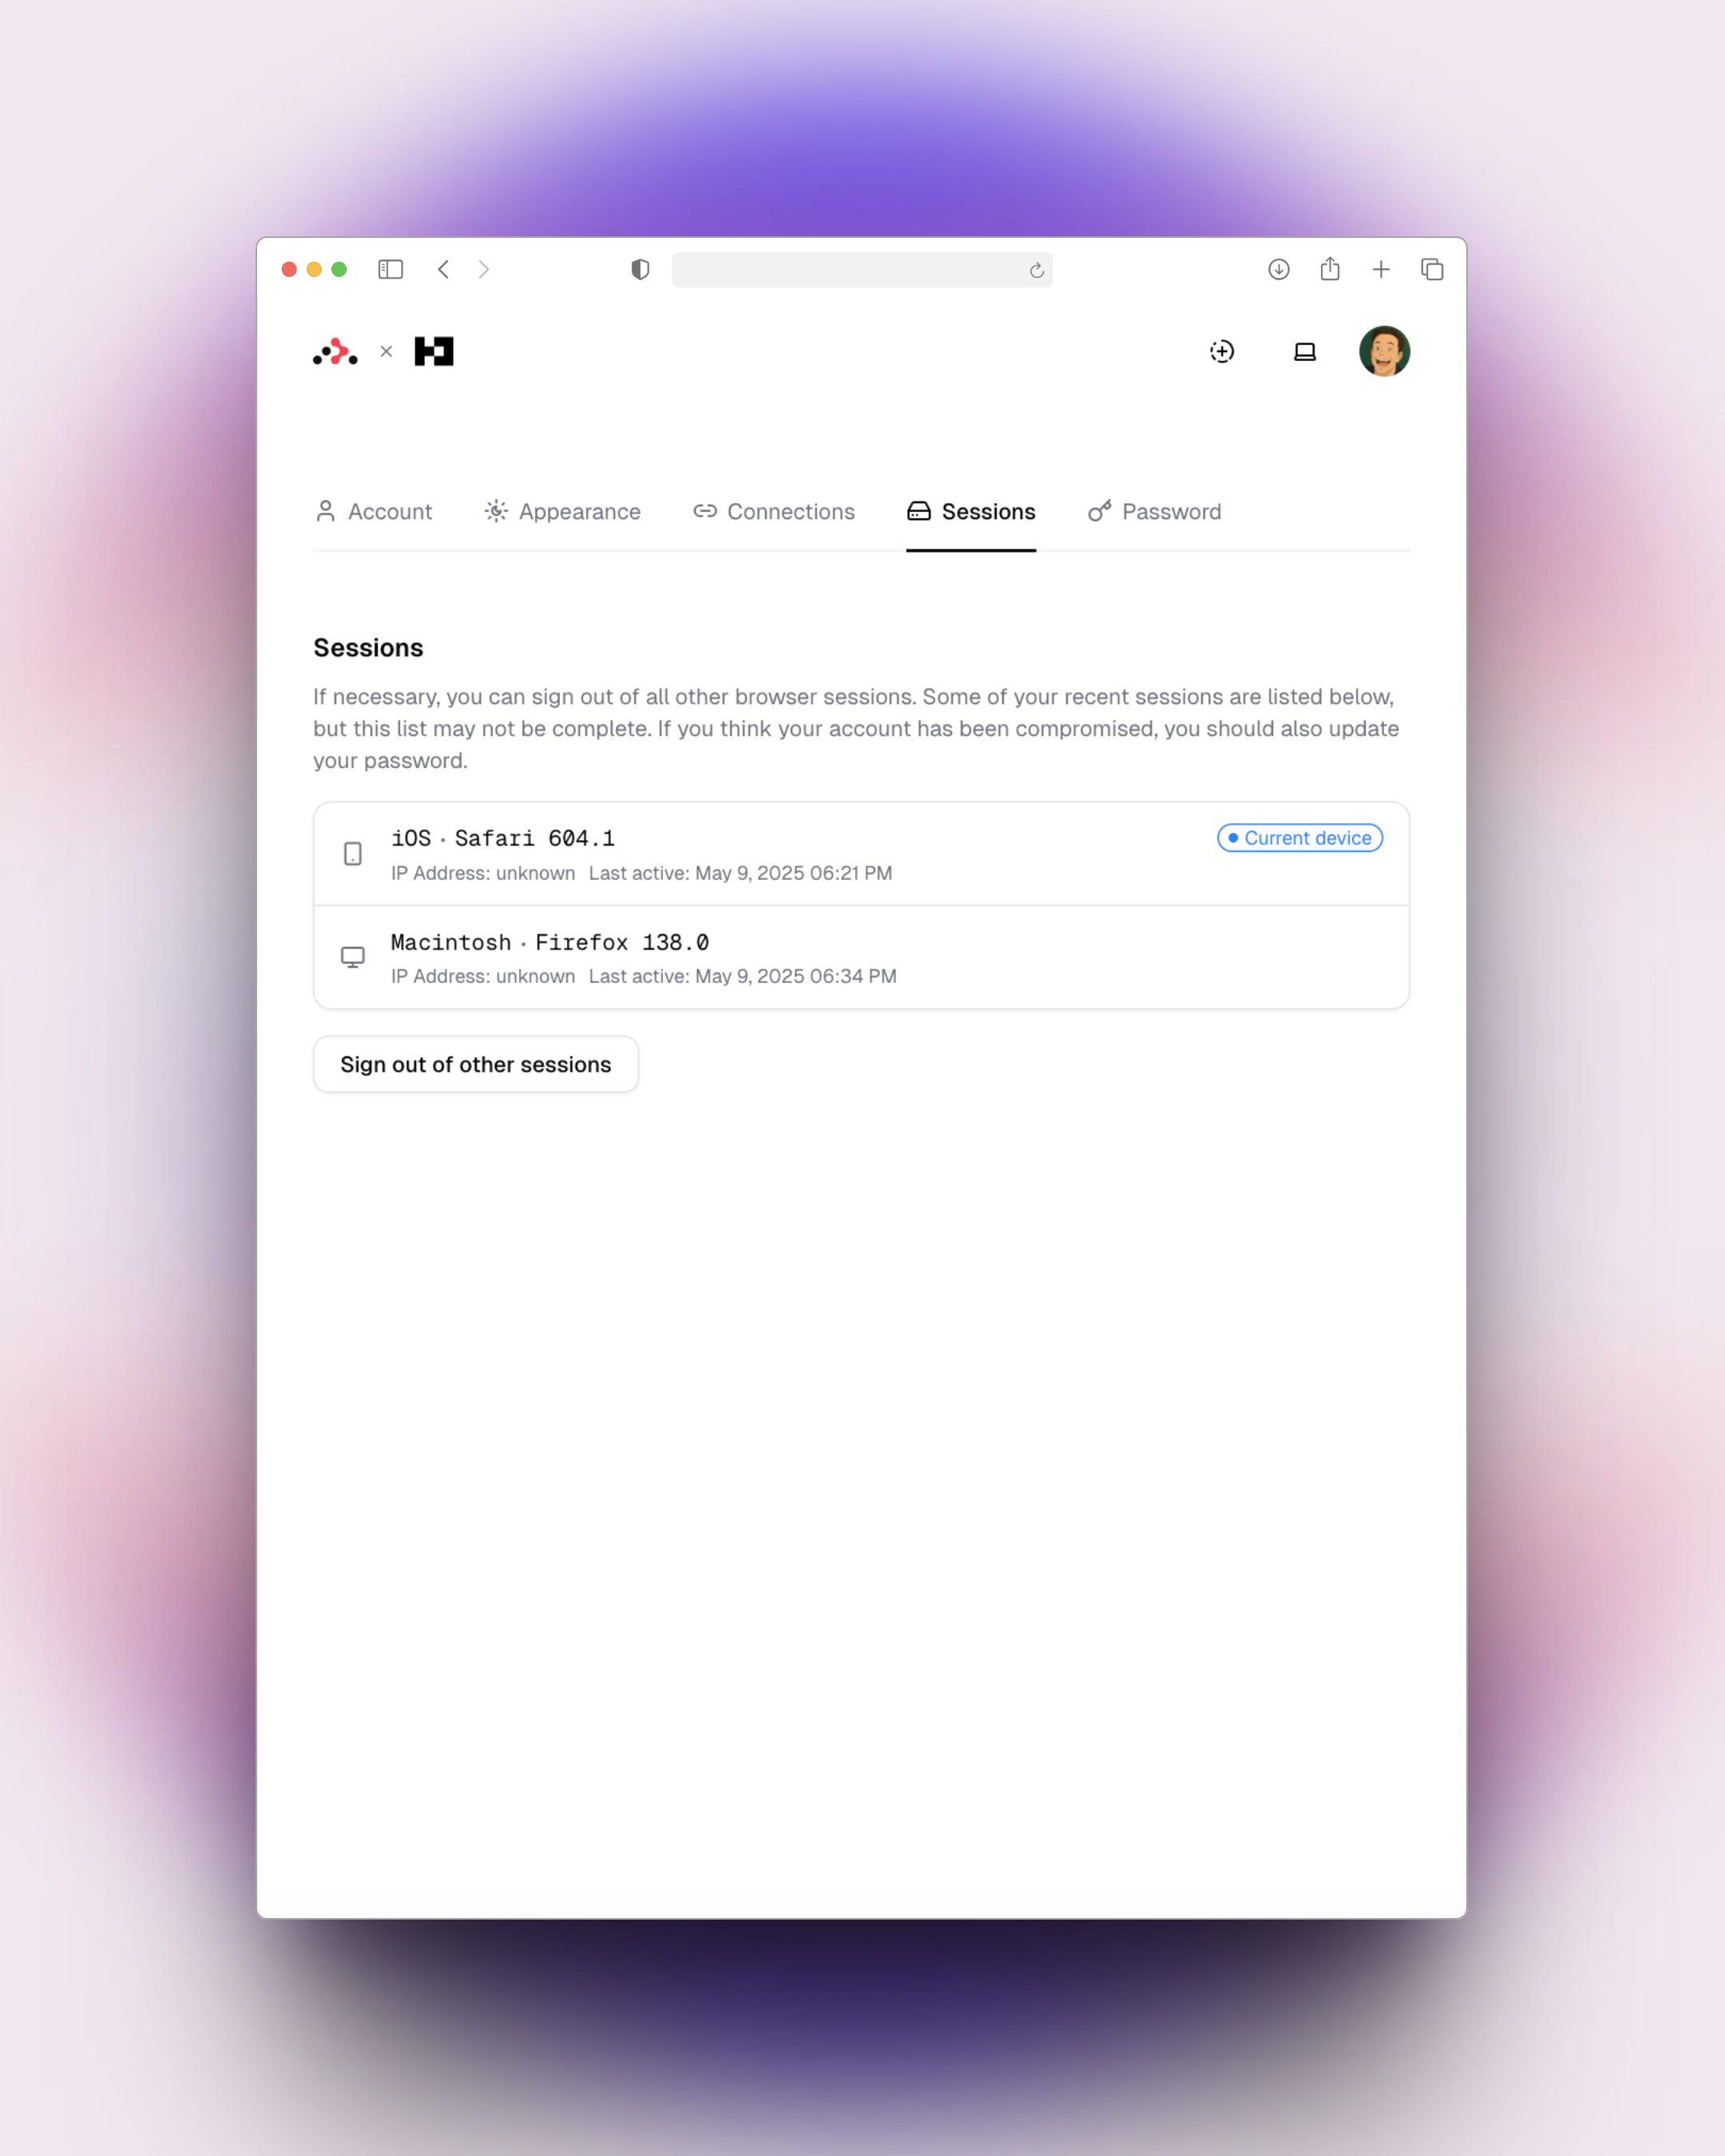 Account Appearance Connections Sessions Password
Sessions
If necessary, you can sign out of all other browser sessions. Some of your recent sessions are listed below,
but this list may not be complete. If you think your account has been compromised, you should also update
your password.
iOS • Safari 604.1 Current device
IP Address: unknown Last active: May 9, 2025 06:21 PM
Macintosh • Firefox 138.0
IP Address: unknown Last active: May 9, 2025 06:34 PM
Sign out of other sessions